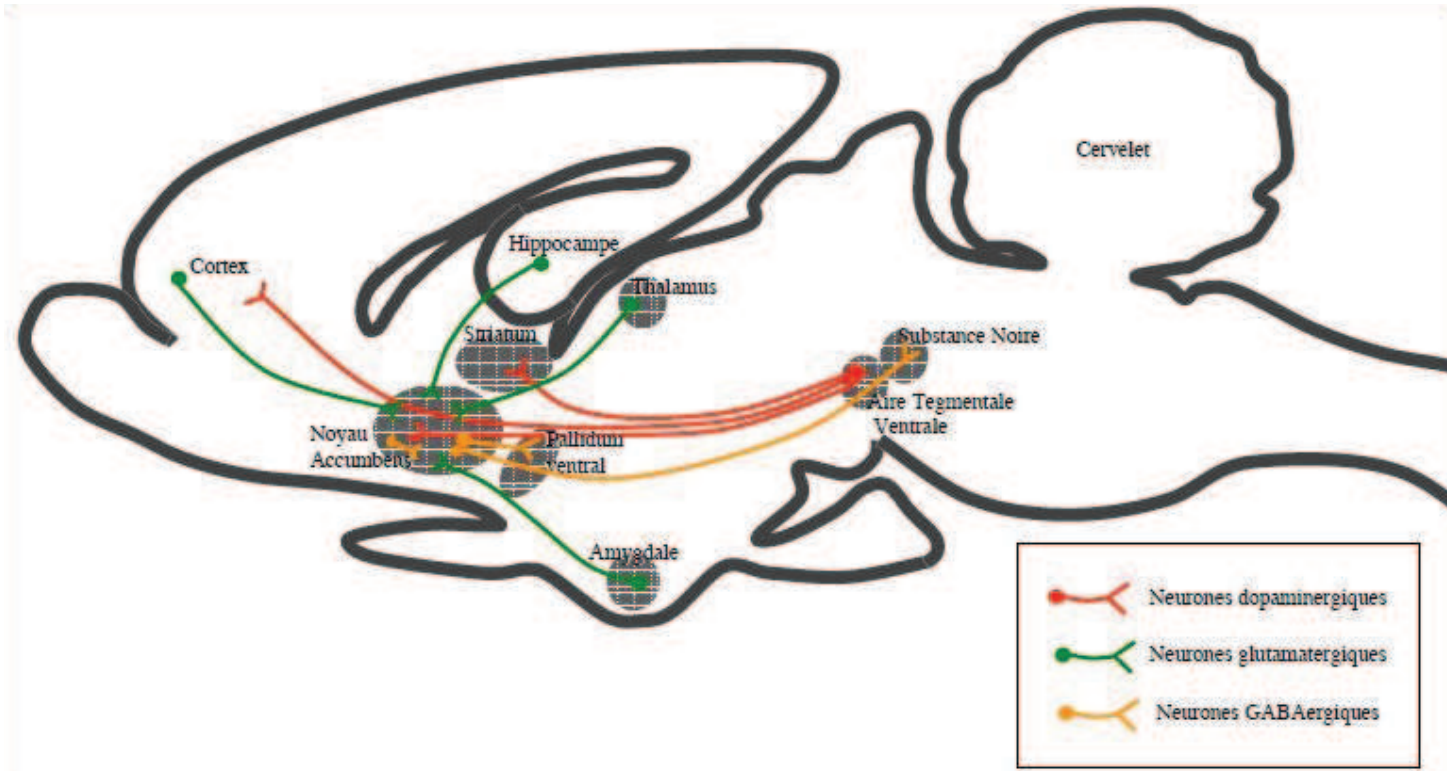 Cervelet
Hippocampe
Cortex
Thalamus
Striatum
Substance Noire
Aire Tegmentale
Ventrale
Noyau
Accumbens
Pallidum
ventral
Amygdale
Neurones dopaminergiques
Neurones glutamatergiques
Neurones GABAergiques